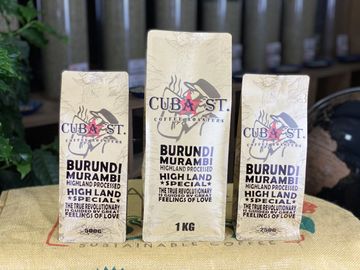 CUBA ST.
COFFEE ROASTERS
BURUNDI
MURAMBI
HIGHLAND PROCESSED
HIGH LAND
★ SPECIAL ★
THE TRUE REVOLUTIONARY
IS GUIDED BY GREAT
FEELINGS OF LOVE
500G
CUBA ST.
COFFEE ROASTERS
BURUNDI
MURAMBI
HIGHLAND PROCESSED
HIGH LAND
★ SPECIAL ★
THE TRUE REVOLUTIONARY
IS GUIDED BY GREAT
FEELINGS OF LOVE
1 KG
CUBA ST.
COFFEE ROASTERS
BURUNDI
MURAMBI
HIGHLAND PROCESSED
HIGH LAND
★ SPECIAL ★
THE TRUE REVOLUTIONARY
IS GUIDED BY GREAT
FEELINGS OF LOVE
250G
SUSTAINABLE COFFEE